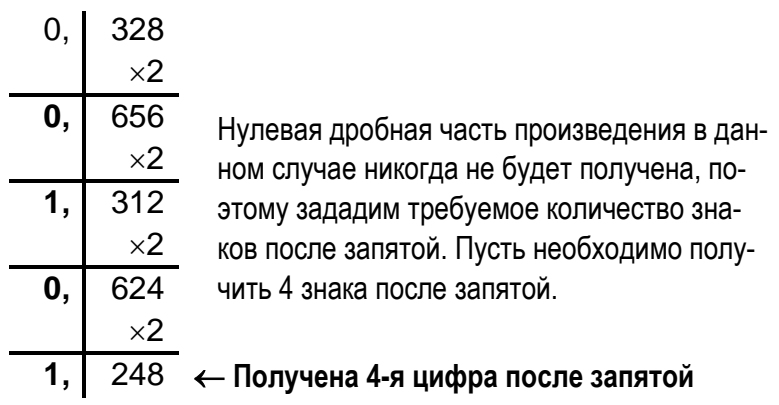 0, 328
×2
0, 656
×2
1, 312
×2
0, 624
×2
1, 248 ← Получена 4-я цифра после запятой
Нулевая дробная часть произведения в дан-
ном случае никогда не будет получена, по-
этому зададим требуемое количество зна-
ков после запятой. Пусть необходимо полу-
чить 4 знака после запятой.